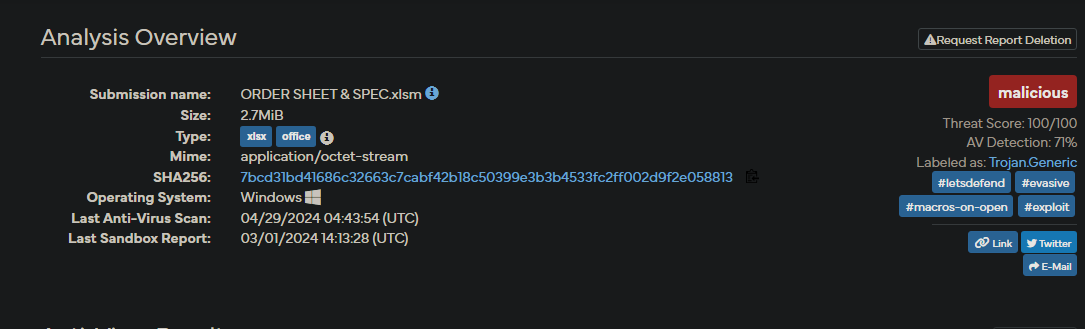 Analysis Overview
Request Report Deletion
Submission name: ORDER SHEET & SPEC.xlsm
Size: 2.7MiB
Type: xlsx office
Mime: application/octet-stream
SHA256: 7bcd31bd41686c32663c7cabf42b18c50399e3b3b4533fc2ff002d9f2e058813
Operating System: Windows
Last Anti-Virus Scan: 04/29/2024 04:43:54 (UTC)
Last Sandbox Report: 03/01/2024 14:13:28 (UTC)
malicious
Threat Score: 100/100
AV Detection: 71%
Labeled as: Trojan.Generic
#letsdefend #evasive
#macros-on-open #exploit
Link Twitter
E-Mail